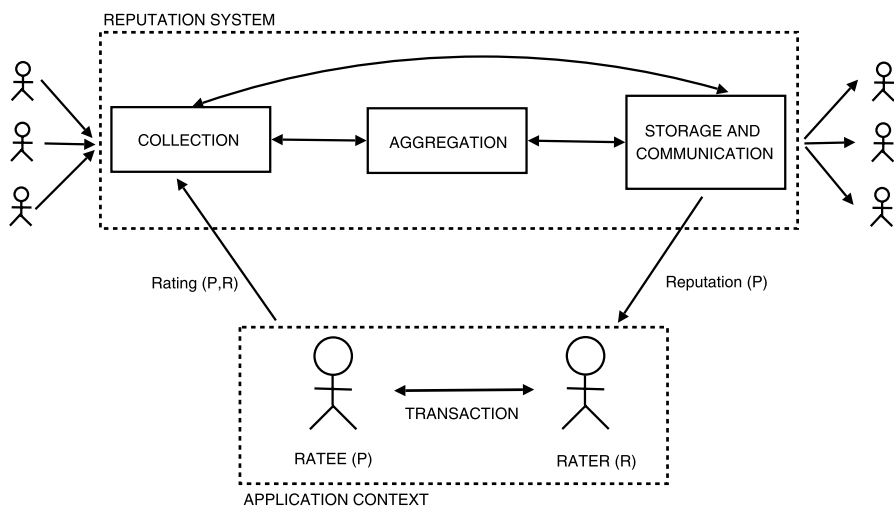 REPUTATION SYSTEM
COLLECTION
AGGREGATION
STORAGE AND
COMMUNICATION
Rating (P,R)
Reputation (P)
TRANSACTION
RATEE (P)
RATER (R)
APPLICATION CONTEXT